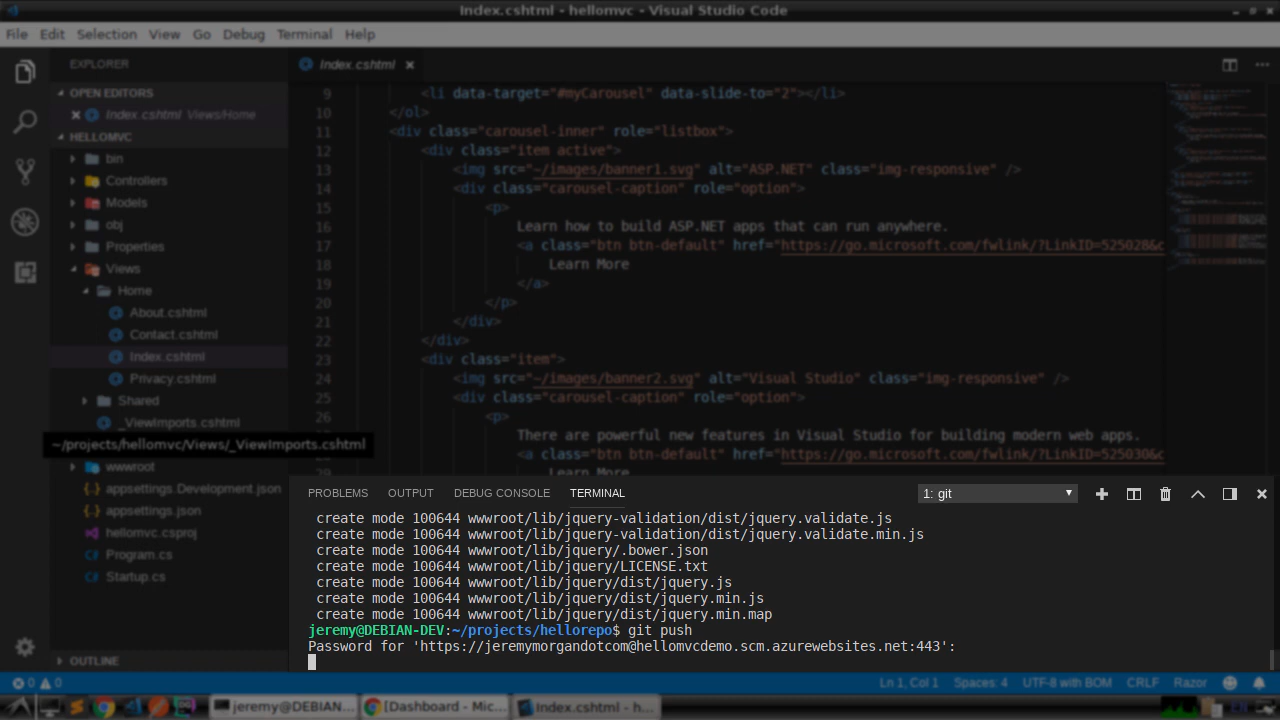 Index.cshtml - hellomvc - Visual Studio Code
File Edit Selection View Go Debug Terminal Help
EXPLORER
OPEN EDITORS
Index.cshtml Views/Home
HELLOMVC
bin
Controllers
Models
obj
Properties
Views
Home
About.cshtml
Contact.cshtml
Index.cshtml
Privacy.cshtml
Shared
_ViewImports.cshtml
~/projects/hellomvc/Views/_ViewImports.cshtml
wwwroot
appsettings.Development.json
appsettings.json
hellomvc.csproj
Program.cs
Startup.cs
OUTLINE
Index.cshtml
9 <li data-target="#myCarousel" data-slide-to="2"></li>
10 </ol>
11 <div class="carousel-inner" role="listbox">
12 <div class="item active">
13 <img src="~/images/banner1.svg" alt="ASP.NET" class="img-responsive" />
14 <div class="carousel-caption" role="option">
15 <p>
16 Learn how to build ASP.NET apps that can run anywhere.
17 <a class="btn btn-default" href="https://go.microsoft.com/fwlink/?LinkID=525028&c
18 Learn More
19 </a>
20 </p>
21 </div>
22 </div>
23 <div class="item">
24 <img src="~/images/banner2.svg" alt="Visual Studio" class="img-responsive" />
25 <div class="carousel-caption" role="option">
26 <p>
There are powerful new features in Visual Studio for building modern web apps.
<a class="btn btn-default" href="https://go.microsoft.com/fwlink/?LinkID=525030&c
29 Learn More
PROBLEMS OUTPUT DEBUG CONSOLE TERMINAL 1: git
create mode 100644 wwwroot/lib/jquery-validation/dist/jquery.validate.js
create mode 100644 wwwroot/lib/jquery-validation/dist/jquery.validate.min.js
create mode 100644 wwwroot/lib/jquery/.bower.json
create mode 100644 wwwroot/lib/jquery/LICENSE.txt
create mode 100644 wwwroot/lib/jquery/dist/jquery.js
create mode 100644 wwwroot/lib/jquery/dist/jquery.min.js
create mode 100644 wwwroot/lib/jquery/dist/jquery.min.map
jeremy@DEBIAN-DEV:~/projects/hellorepo$ git push
Password for 'https://jeremymorgandotcom@hellomvcdemo.scm.azurewebsites.net:443':
0 0 Ln 1, Col 1 Spaces: 4 UTF-8 with BOM CRLF Razor
jeremy@DEBIAN... [Dashboard - Mic... Index.cshtml - h...